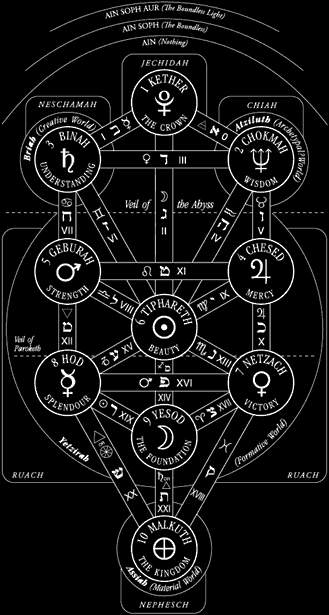 AIN SOPH AUR (The Boundless Light)
AIN SOPH (The Boundless)
AIN (Nothing)
JECHIDAH
1 KETHER
THE CROWN
NESCHAMAH
CHIAH
Briah (Creative World)
I ב ☿
△ א 0
Atziluth (Archetypal World)
3 BINAH
♄
UNDERSTANDING
♀ ד III
2 CHOKMAH
♆
WISDOM
☽
ג
II
Veil of the Abyss
♋
ח
VII
♊ ז VI
♉
ו
V
5 GEBURAH
♂
STRENGTH
♌ ט XI
4 CHESED
♃
MERCY
VIII
♍ י IX
6 TIPHARETH
☉
BEAUTY
▽
מ
XII
♃
כ
X
Veil of Paroketh
XV
♏ נ XIII
8 HOD
☿
SPLENDOUR
♂ פ XVI
7 NETZACH
♀
VICTORY
XIV
☉ ר XIX
XVII
9 YESOD
☽
THE FOUNDATION
Yetzirah
(Formative World)
RUACH
RUACH
ש
XX
ת
XXI
♓ ק XVIII
10 MALKUTH
⊕
THE KINGDOM
Assiah (Material World)
NEPHESCH